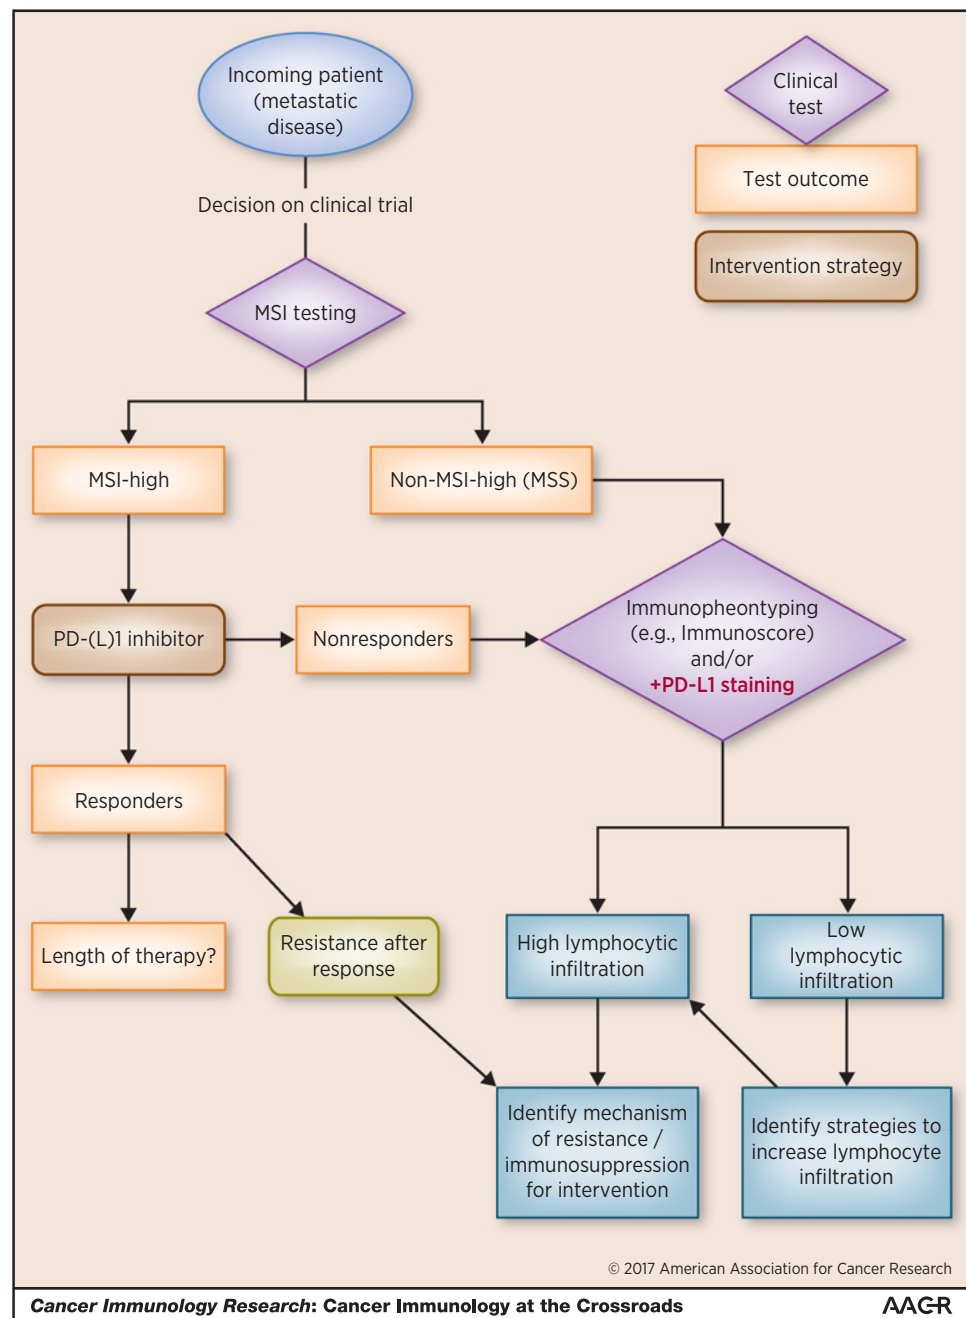 Incoming patient
(metastatic
disease)
Clinical
test
Test outcome
Intervention strategy
Decision on clinical trial
MSI testing
MSI-high
Non-MSI-high (MSS)
PD-(L)1 inhibitor
Nonresponders
Immunopheontyping
(e.g., Immunoscore)
and/or
+PD-L1 staining
Responders
Length of therapy?
Resistance after
response
High lymphocytic
infiltration
Low
lymphocytic
infiltration
Identify mechanism
of resistance /
immunosuppression
for intervention
Identify strategies to
increase lymphocyte
infiltration
© 2017 American Association for Cancer Research
Cancer Immunology Research: Cancer Immunology at the Crossroads
AACR